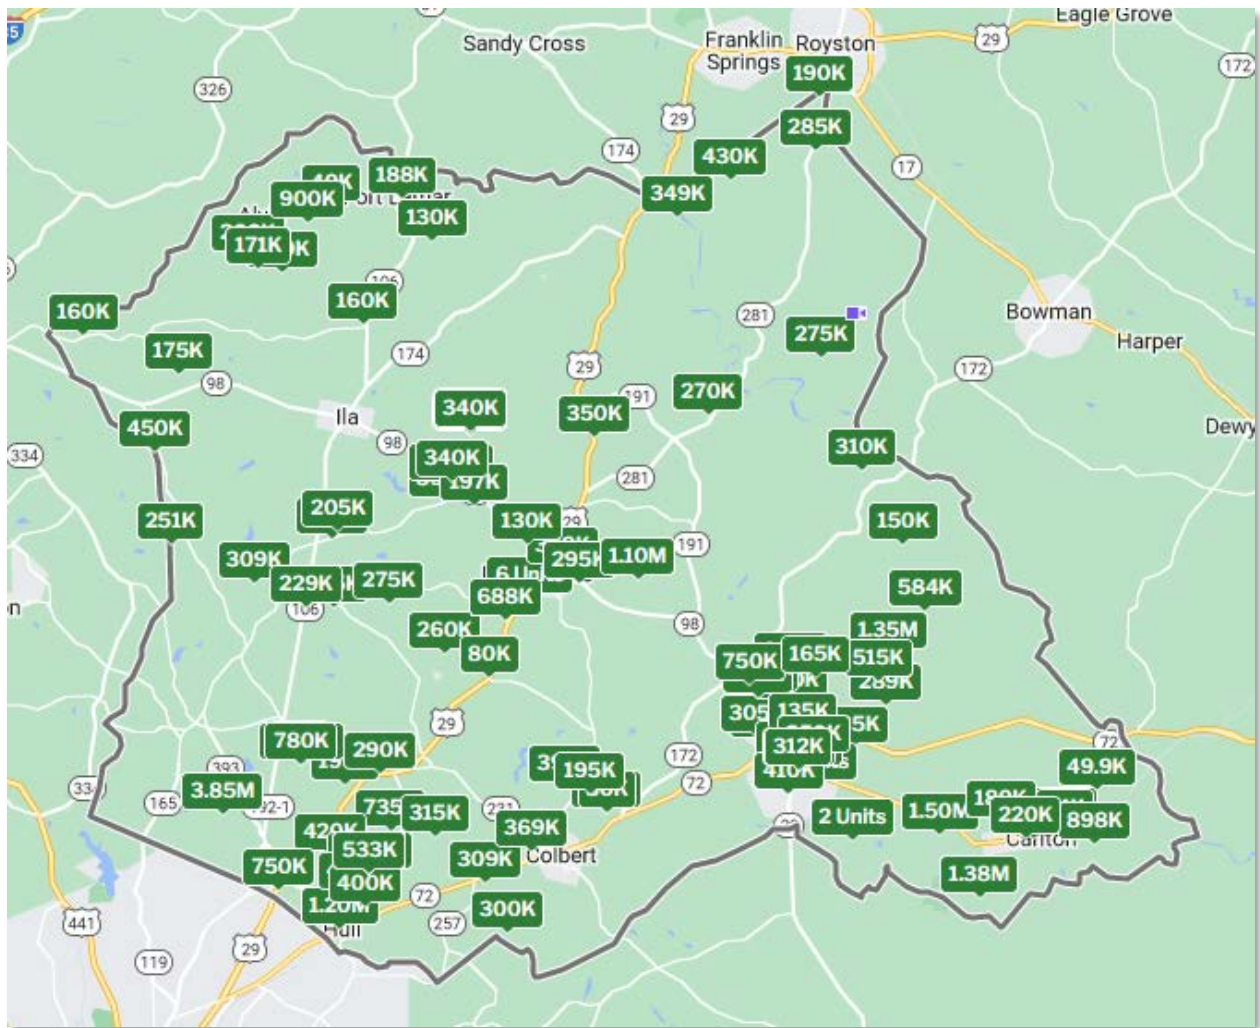 Eagle Grove
Sandy Cross
Franklin
Springs
Royston
29
172
190K
326
29
285K
174
430K
17
188K
349K
900K
130K
171K
160K
160K
281
Bowman
275K
175K
174
Harper
29
172
98
191
270K
340K
350K
Ila
450K
98
Dewy
310K
334
340K
281
197K
205K
130K
251K
150K
29
191
309K
295K
1.10M
229K
275K
584K
688K
106
98
260K
1.35M
80K
750K
165K
515K
289K
135K
305
29
780K
290K
312K
172
72
195K
49.9K
393
410K
72
3.85M
165
735
315K
2 Units
1.50M
220K
898K
369K
Carlton
533K
Colbert
309K
750K
1.38M
400K
72
1.20M
300K
441
257
Hull
29
119